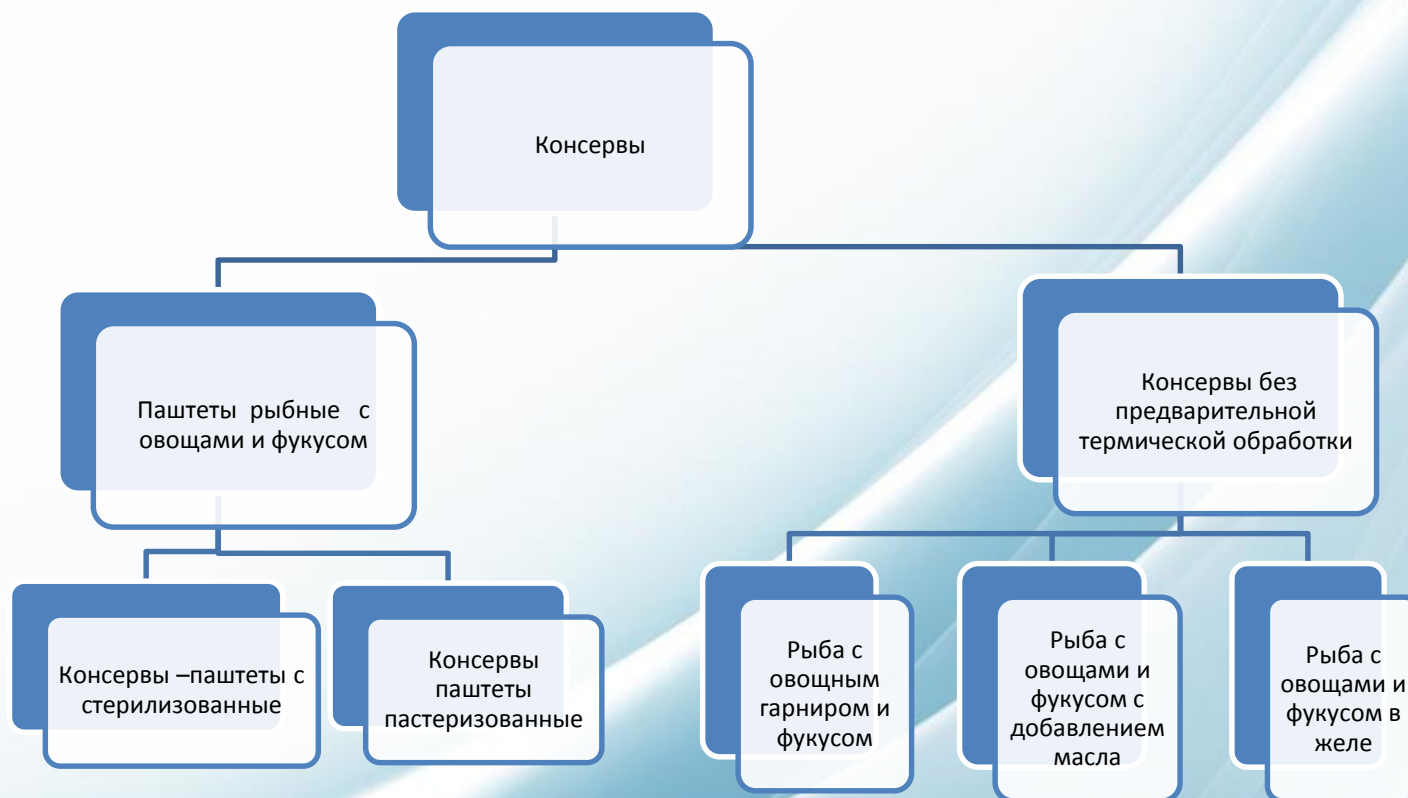 Консервы
Паштеты рыбные с
овощами и фукусом
Консервы без
предварительной
термической обработки
Консервы –паштеты с
стерилизованные
Консервы
паштеты
пастеризованные
Рыба с
овощным
гарниром и
фукусом
Рыба с
овощами и
фукусом с
добавлением
масла
Рыба с
овощами и
фукусом в
желе